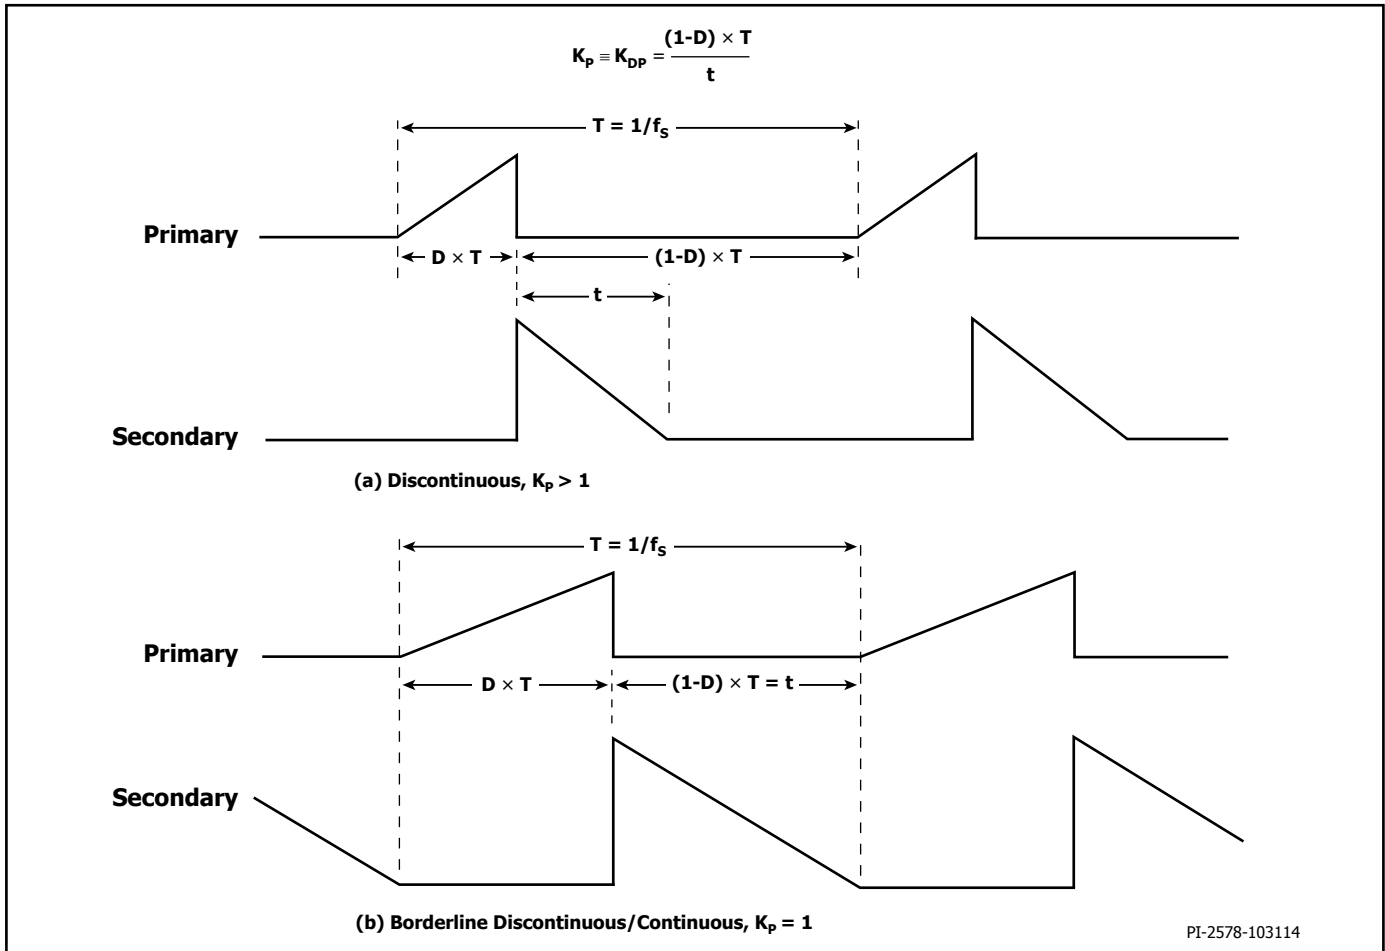 K_P ≡ K_DP = (1-D) × T / t
T = 1/f_S
Primary
D × T
(1-D) × T
t
Secondary
(a) Discontinuous, K_P > 1
T = 1/f_S
Primary
D × T
(1-D) × T = t
Secondary
(b) Borderline Discontinuous/Continuous, K_P = 1
PI-2578-103114